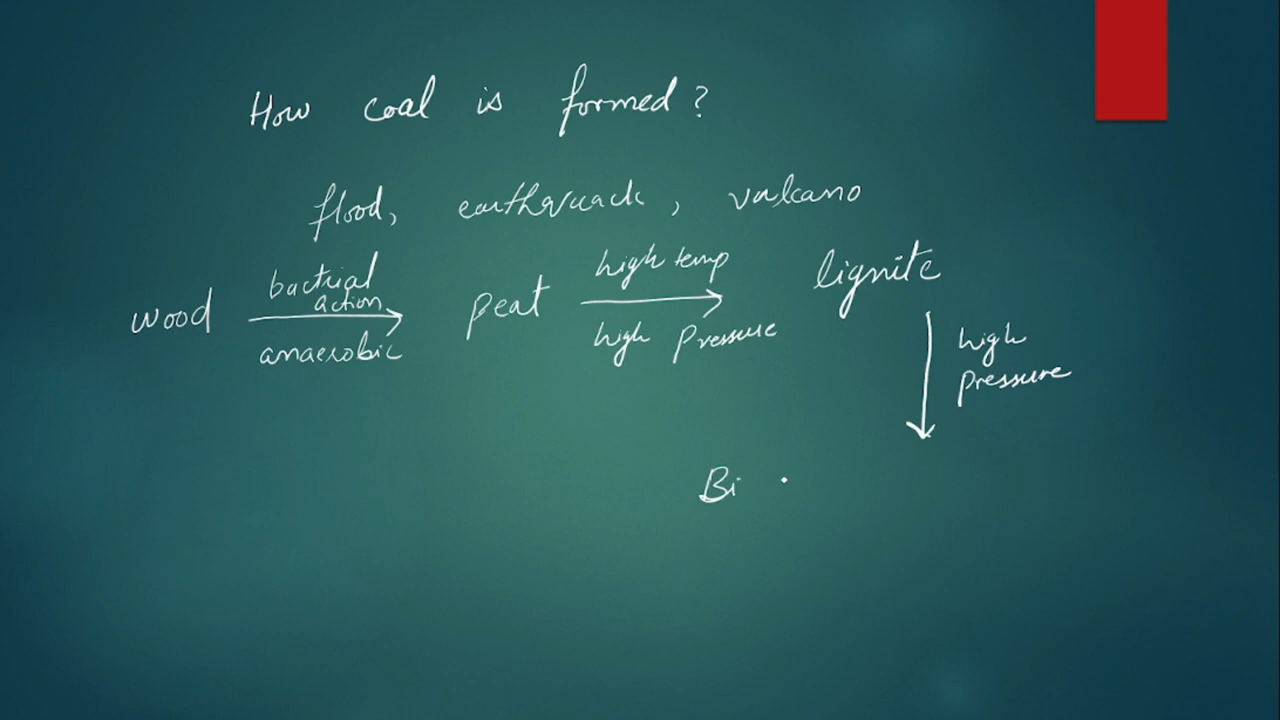 How coal is formed?
flood, earthquack, valcano
wood bactrial action anaerobic peat high temp high Pressure lignite
high
Pressure
Bi